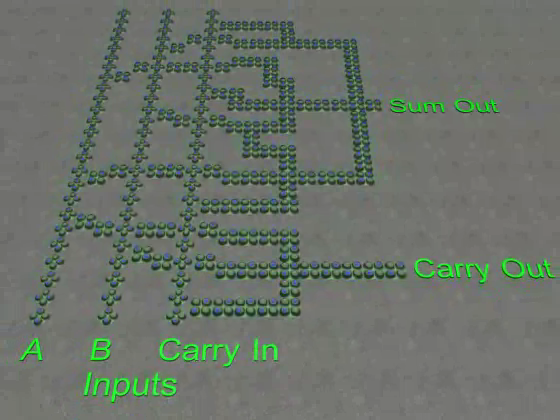 Sum Out
Carry Out
A B Carry In
Inputs